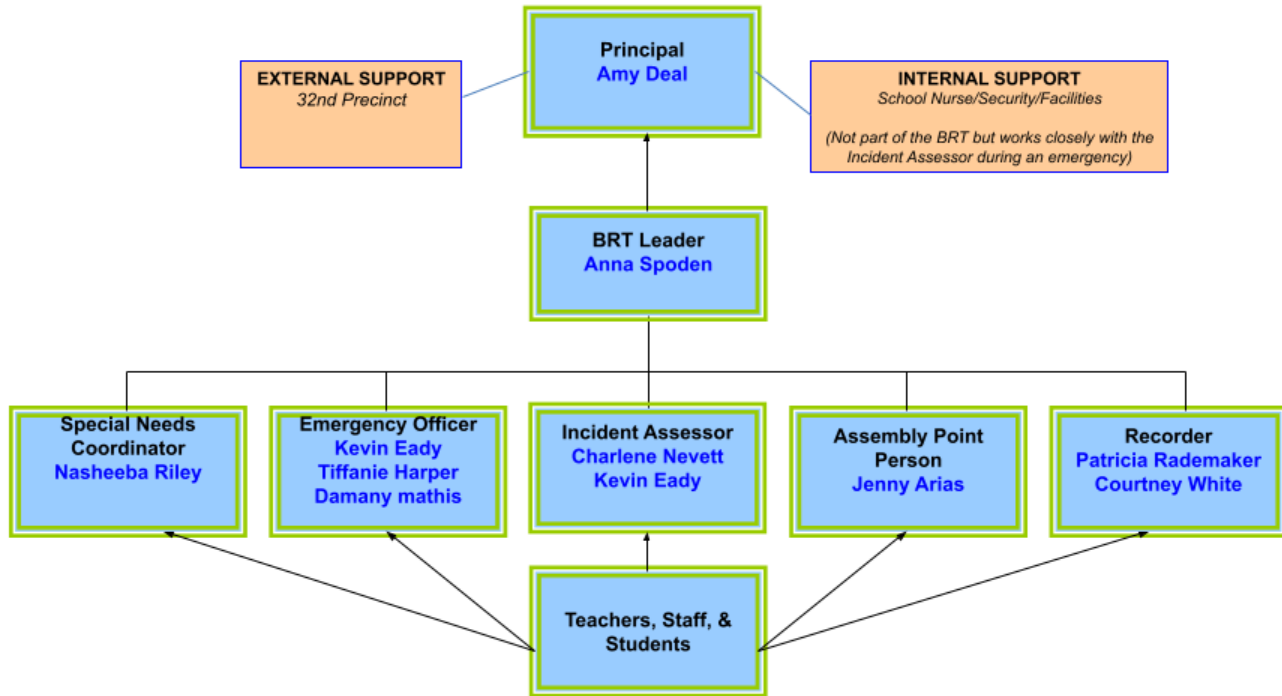 Principal
Amy Deal
EXTERNAL SUPPORT
32nd Precinct
INTERNAL SUPPORT
School Nurse/Security/Facilities
(Not part of the BRT but works closely with the
Incident Assessor during an emergency)
BRT Leader
Anna Spoden
Special Needs
Coordinator
Nasheeba Riley
Emergency Officer
Kevin Eady
Tiffanie Harper
Damany mathis
Incident Assessor
Charlene Nevett
Kevin Eady
Assembly Point
Person
Jenny Arias
Recorder
Patricia Rademaker
Courtney White
Teachers, Staff, &
Students